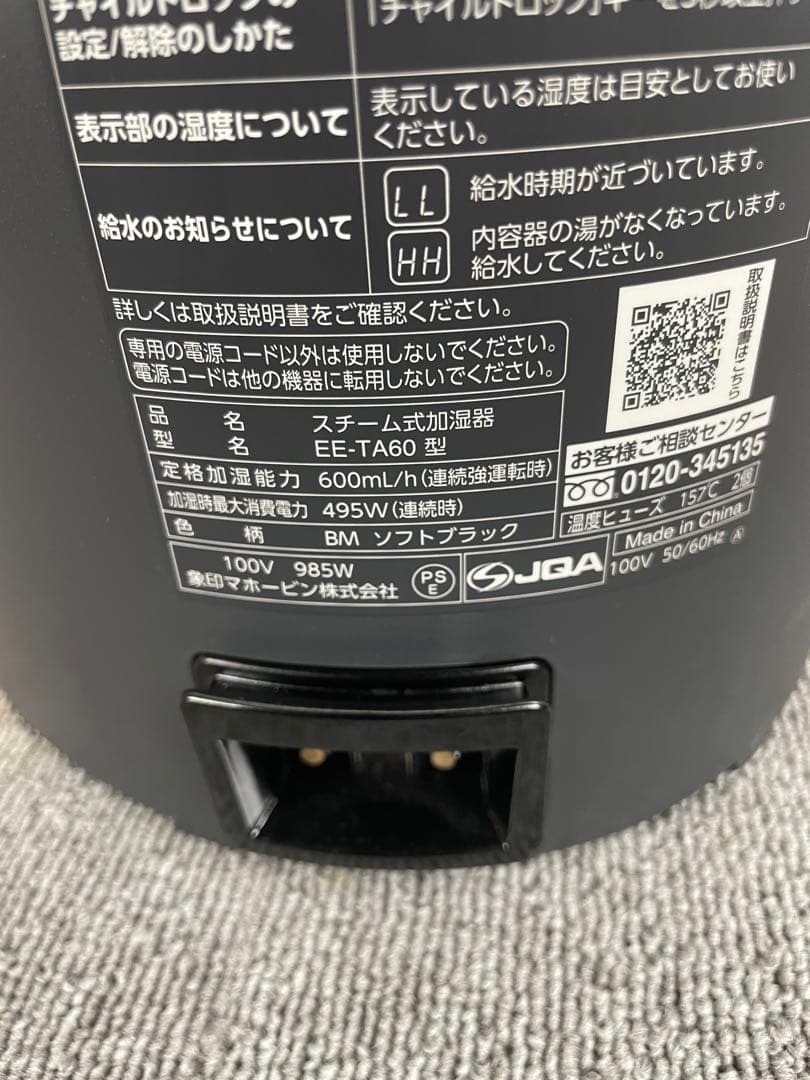 チャイルドロックの
設定/解除のしかた
「チャイルドロック」キー
表示部の湿度について
表示している湿度は目安としてお使い
ください。
給水のお知らせについて
LL 給水時期が近づいています。
HH 内容器の湯がなくなっています。
給水してください。
詳しくは取扱説明書をご確認ください。
取扱説明書はこちら
専用の電源コード以外は使用しないでください。
電源コードは他の機器に転用しないでください。
品名 スチーム式加湿器
型名 EE-TA60 型
定格加湿能力 600mL/h(連続強運転時)
加湿時最大消費電力 495W(連続時)
色柄 BM ソフトブラック
100V 985W
象印マホービン株式会社
PS
E
JQA
お客様ご相談センター
0120-345135
温度ヒューズ 157℃ 2個
Made in China
100V 50/60Hz Ⓐ